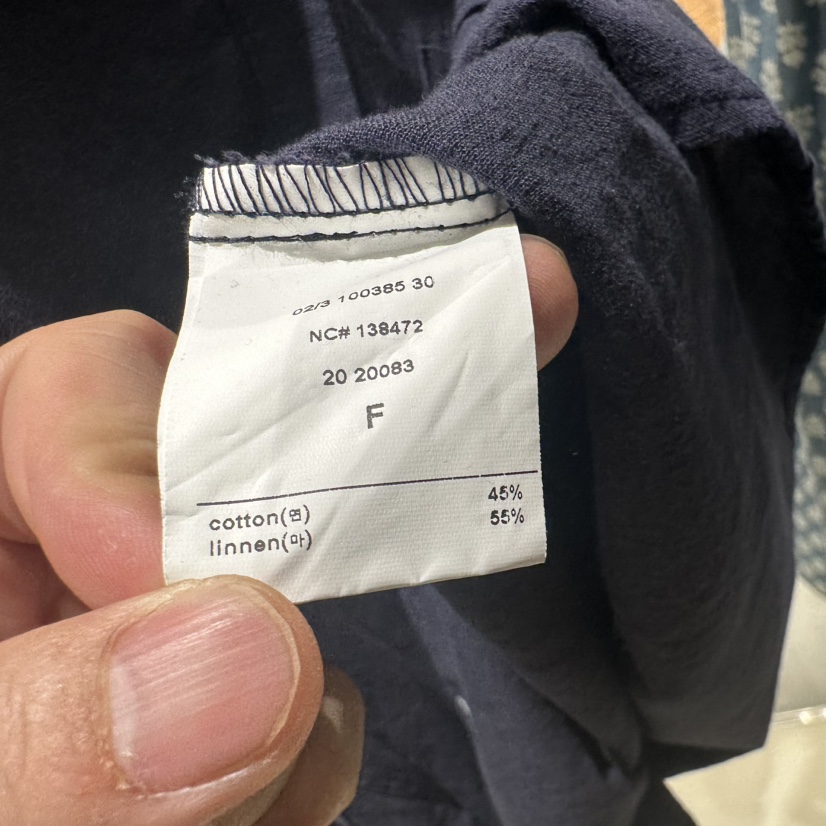 02/3 100385 30
NC# 138472
20 20083
F
cotton(면) 45%
linnen(마) 55%